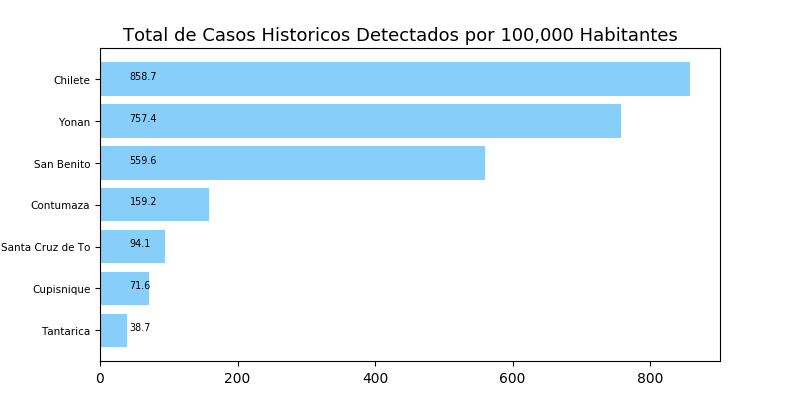 Total de Casos Historicos Detectados por 100,000 Habitantes
Chilete 858.7
Yonan 757.4
San Benito 559.6
Contumaza 159.2
Santa Cruz de To 94.1
Cupisnique 71.6
Tantarica 38.7
0 200 400 600 800